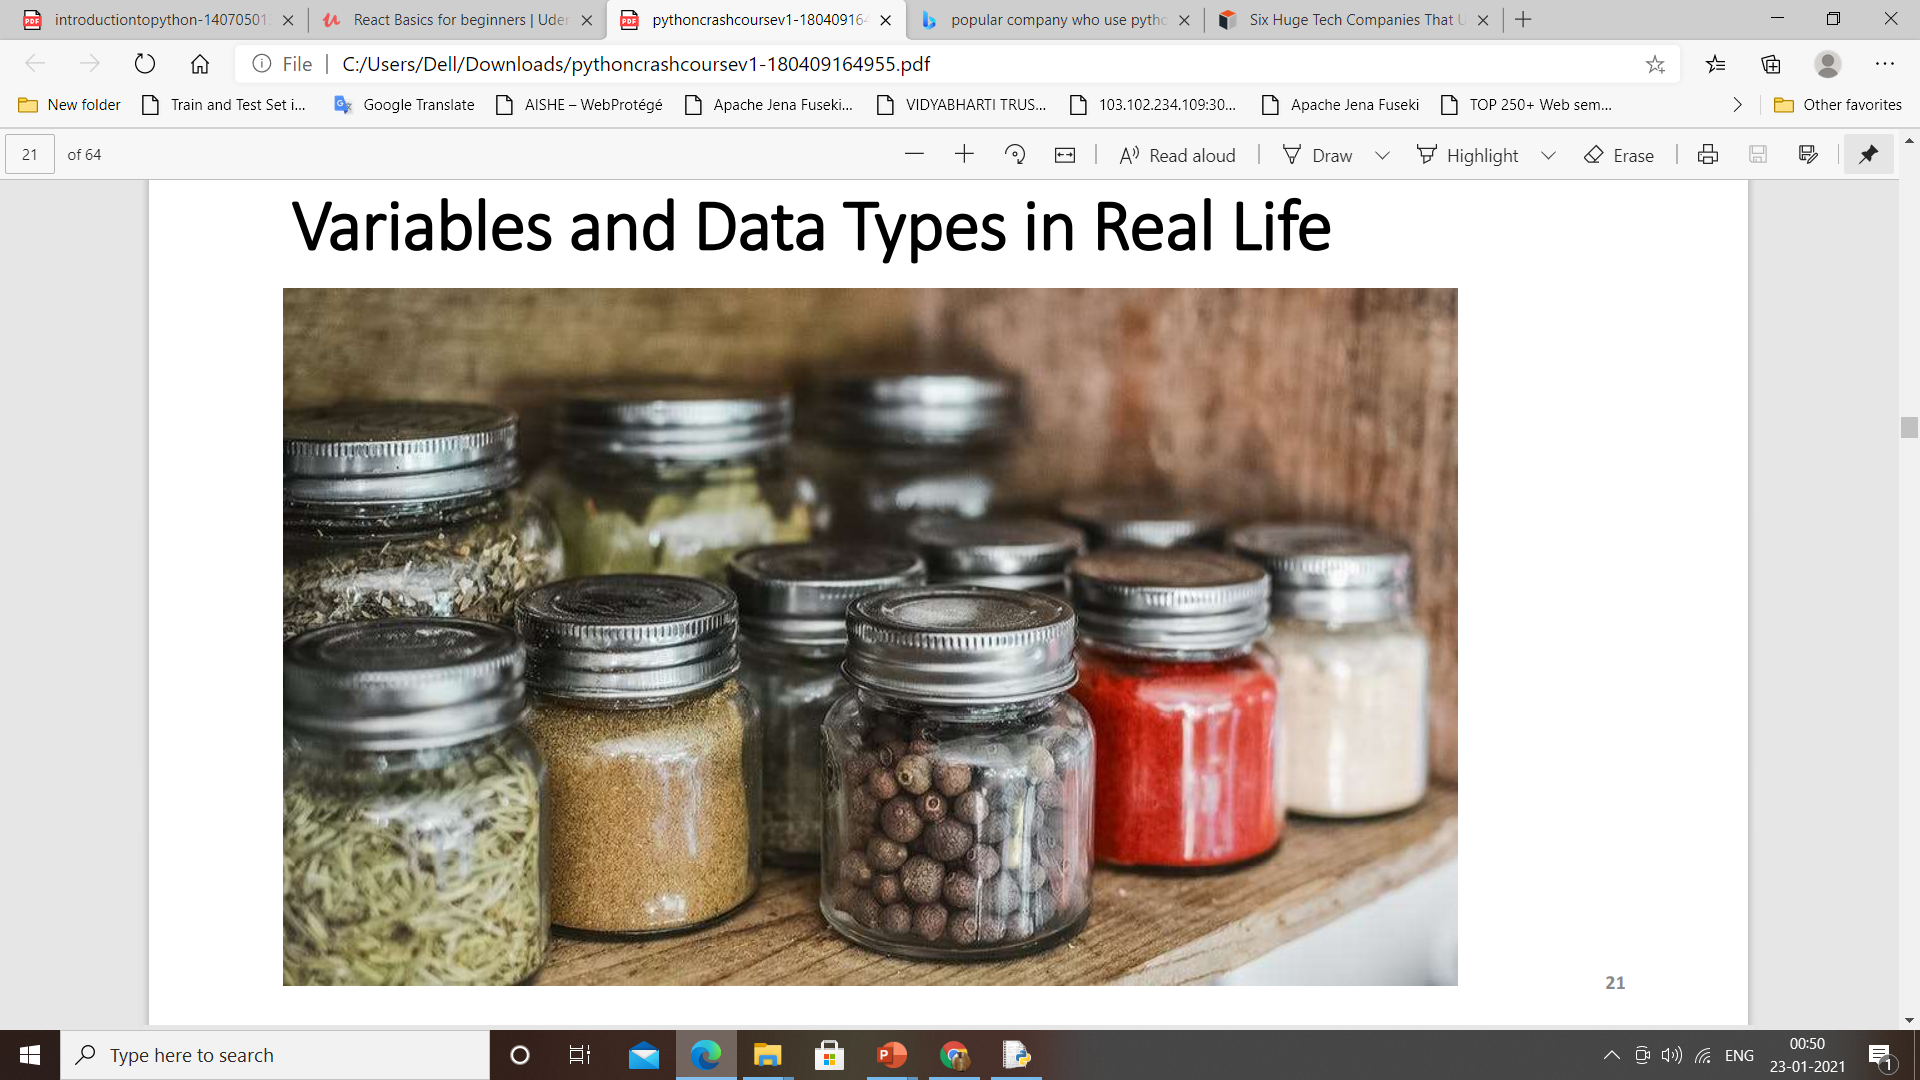 introductiontopython-14070501
React Basics for beginners | Uder
pythoncrashcoursev1-180409164
popular company who use pytho
Six Huge Tech Companies That U
File
C:/Users/Dell/Downloads/pythoncrashcoursev1-180409164955.pdf
New folder
Train and Test Set i...
Google Translate
AISHE – WebProtégé
Apache Jena Fuseki...
VIDYABHARTI TRUS...
103.102.234.109:30...
Apache Jena Fuseki
TOP 250+ Web sem...
Other favorites
21 of 64
Read aloud
Draw
Highlight
Erase
Variables and Data Types in Real Life
21
Type here to search
ENG
00:50
23-01-2021
1